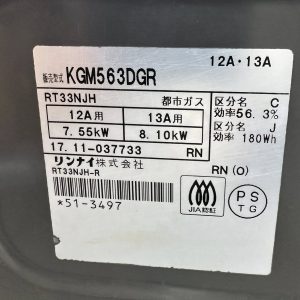 販売型式 KGM563DGR 12A・13A
RT33NJH 都市ガス 区分名 C
12A用 13A用 効率56.3%
7.55kW 8.10kW 区分名 J
効率 180Wh
17.11-037733 RN
リンナイ株式会社
RT33NJH-R RN(O)
*51-3497
JIA認証
PS
TG